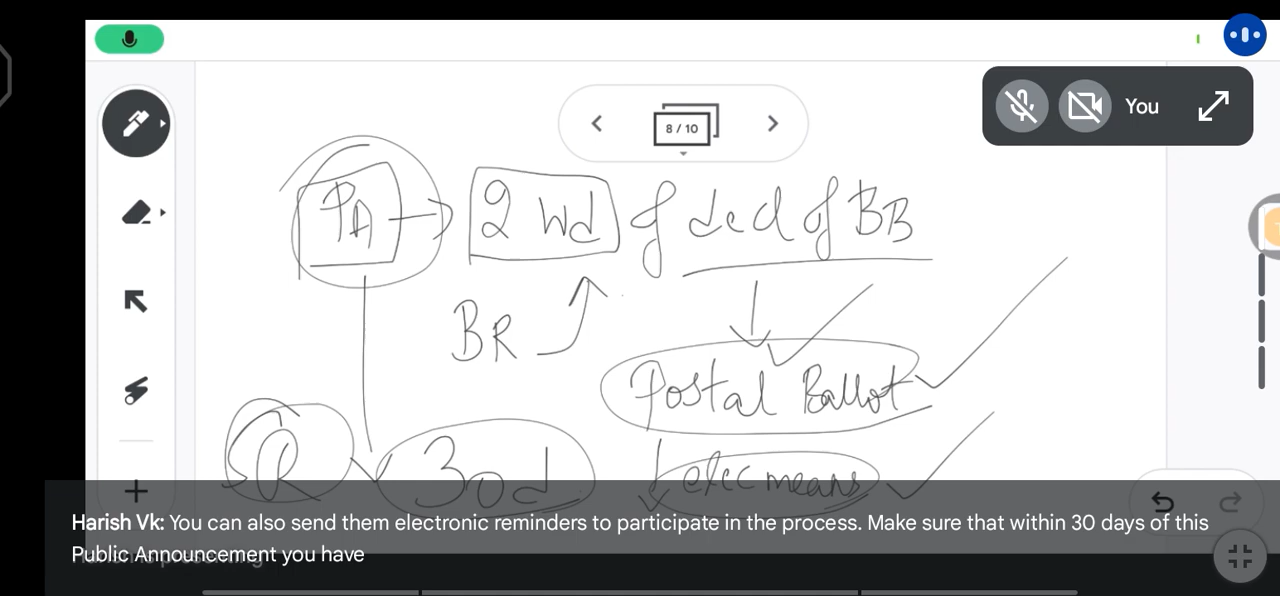 8 / 10
You
PA → 2 Wd of ded of BB
BR
Postal Ballot
elec means
SR
30d
Harish Vk: You can also send them electronic reminders to participate in the process. Make sure that within 30 days of this
Public Announcement you have